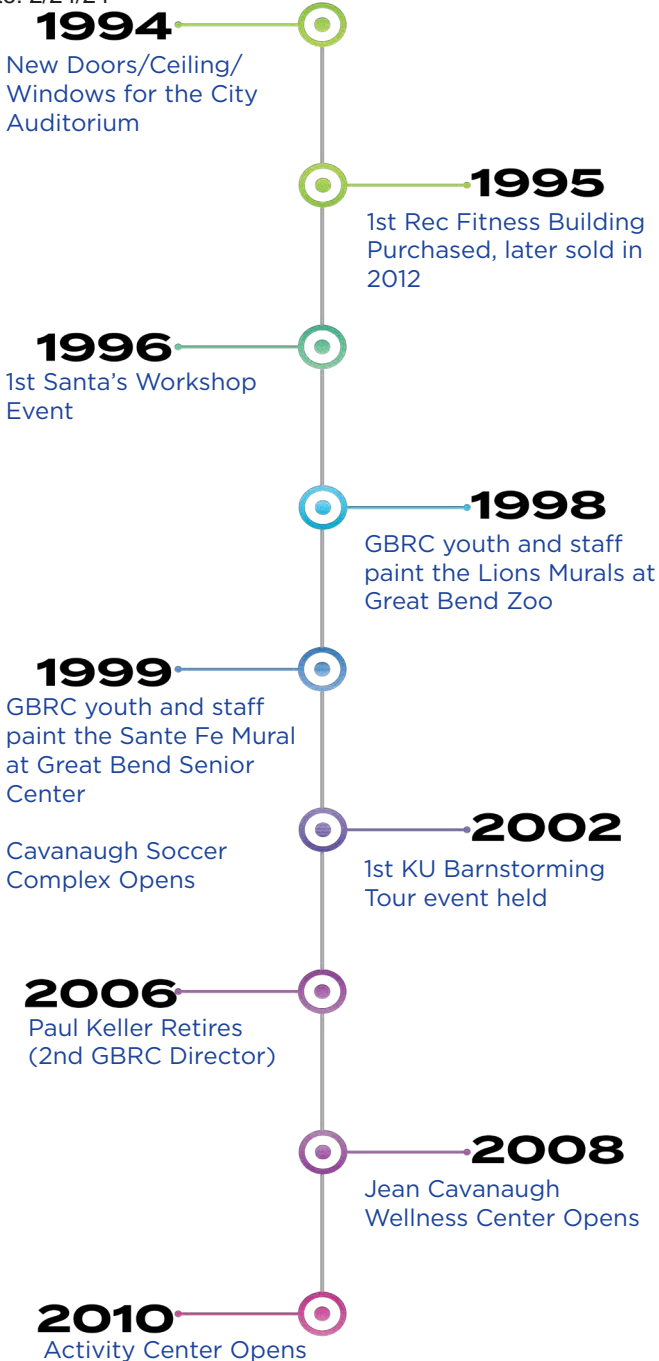 1994
New Doors/Ceiling/
Windows for the City
Auditorium
1995
1st Rec Fitness Building
Purchased, later sold in
2012
1996
1st Santa's Workshop
Event
1998
GBRC youth and staff
paint the Lions Murals at
Great Bend Zoo
1999
GBRC youth and staff
paint the Sante Fe Mural
at Great Bend Senior
Center
Cavanaugh Soccer
Complex Opens
2002
1st KU Barnstorming
Tour event held
2006
Paul Keller Retires
(2nd GBRC Director)
2008
Jean Cavanaugh
Wellness Center Opens
2010
Activity Center Opens